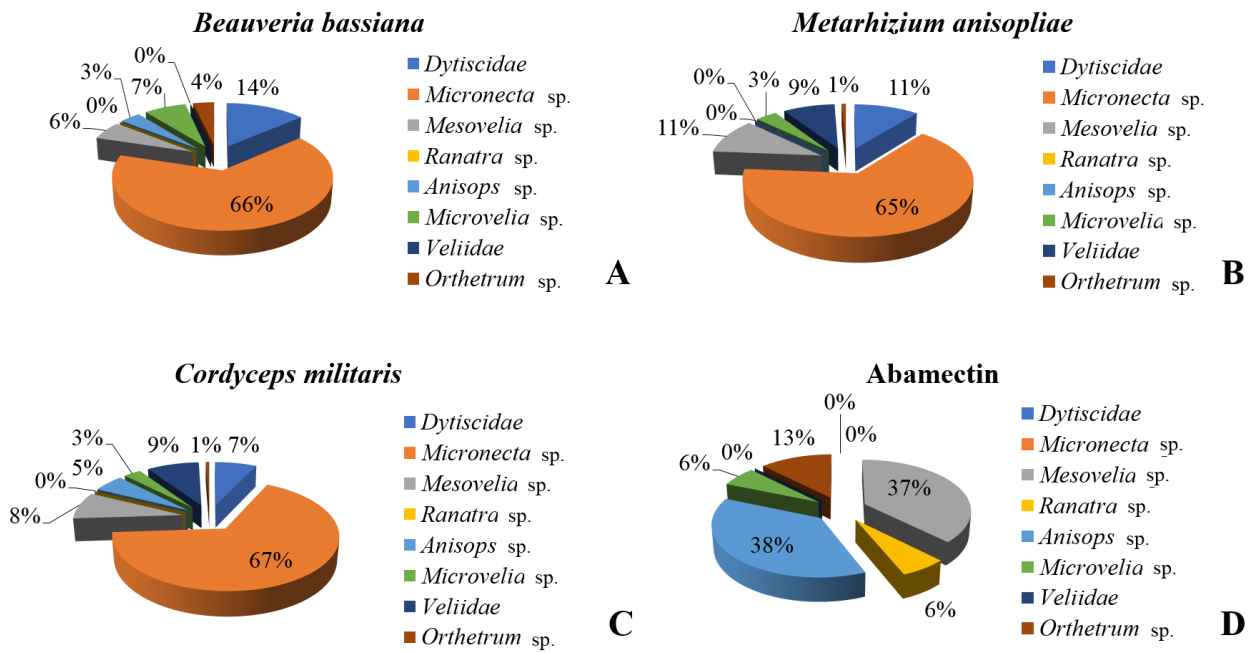 Beauveria bassiana
0%
3%
4%
14%
7%
0%
6%
66%
Dytiscidae
Micronecta sp.
Mesovelia sp.
Ranatra sp.
Anisops sp.
Microvelia sp.
Veliidae
Orthetrum sp.
A
Metarhizium anisopliae
0%
3%
9%
1%
11%
0%
11%
65%
Dytiscidae
Micronecta sp.
Mesovelia sp.
Ranatra sp.
Anisops sp.
Microvelia sp.
Veliidae
Orthetrum sp.
B
Cordyceps militaris
3%
9%
1%
7%
5%
0%
8%
67%
Dytiscidae
Micronecta sp.
Mesovelia sp.
Ranatra sp.
Anisops sp.
Microvelia sp.
Veliidae
Orthetrum sp.
C
Abamectin
0%
13%
0%
0%
6%
37%
38%
6%
Dytiscidae
Micronecta sp.
Mesovelia sp.
Ranatra sp.
Anisops sp.
Microvelia sp.
Veliidae
Orthetrum sp.
D